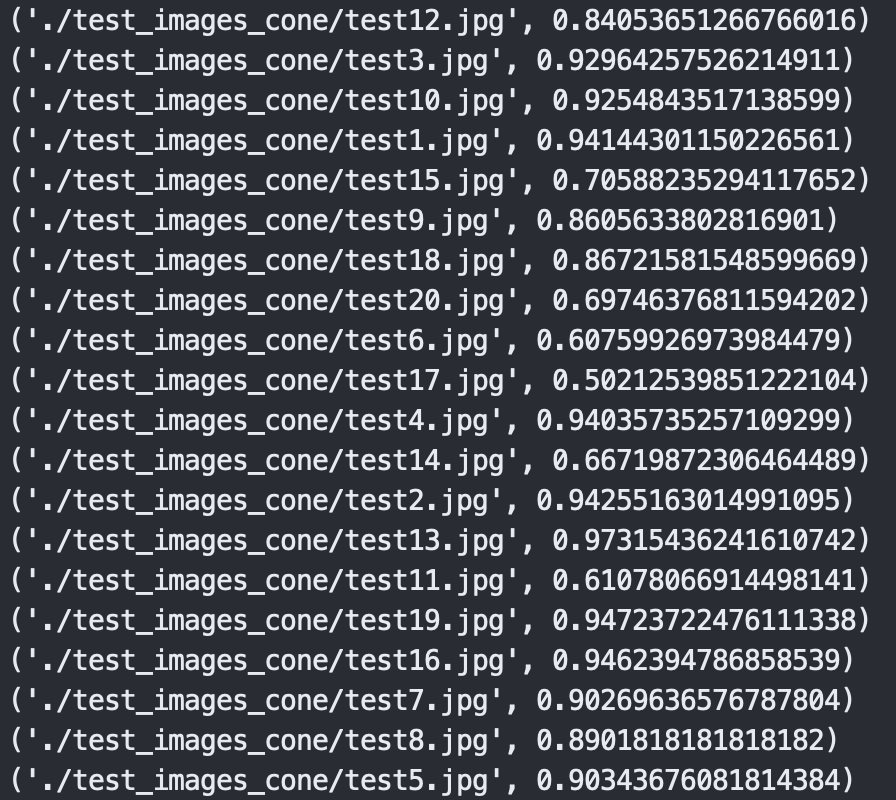 ('./test_images_cone/test12.jpg', 0.84053651266766016)
('./test_images_cone/test3.jpg', 0.92964257526214911)
('./test_images_cone/test10.jpg', 0.9254843517138599)
('./test_images_cone/test1.jpg', 0.94144301150226561)
('./test_images_cone/test15.jpg', 0.70588235294117652)
('./test_images_cone/test9.jpg', 0.8605633802816901)
('./test_images_cone/test18.jpg', 0.86721581548599669)
('./test_images_cone/test20.jpg', 0.69746376811594202)
('./test_images_cone/test6.jpg', 0.60759926973984479)
('./test_images_cone/test17.jpg', 0.50212539851222104)
('./test_images_cone/test4.jpg', 0.94035735257109299)
('./test_images_cone/test14.jpg', 0.66719872306464489)
('./test_images_cone/test2.jpg', 0.94255163014991095)
('./test_images_cone/test13.jpg', 0.97315436241610742)
('./test_images_cone/test11.jpg', 0.61078066914498141)
('./test_images_cone/test19.jpg', 0.94723722476111338)
('./test_images_cone/test16.jpg', 0.9462394786858539)
('./test_images_cone/test7.jpg', 0.90269636576787804)
('./test_images_cone/test8.jpg', 0.8901818181818182)
('./test_images_cone/test5.jpg', 0.90343676081814384)